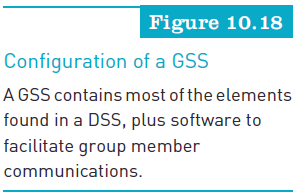 Figure 10.18
Configuration of a GSS
A GSS contains most of the elements
found in a DSS, plus software to
facilitate group member
communications.